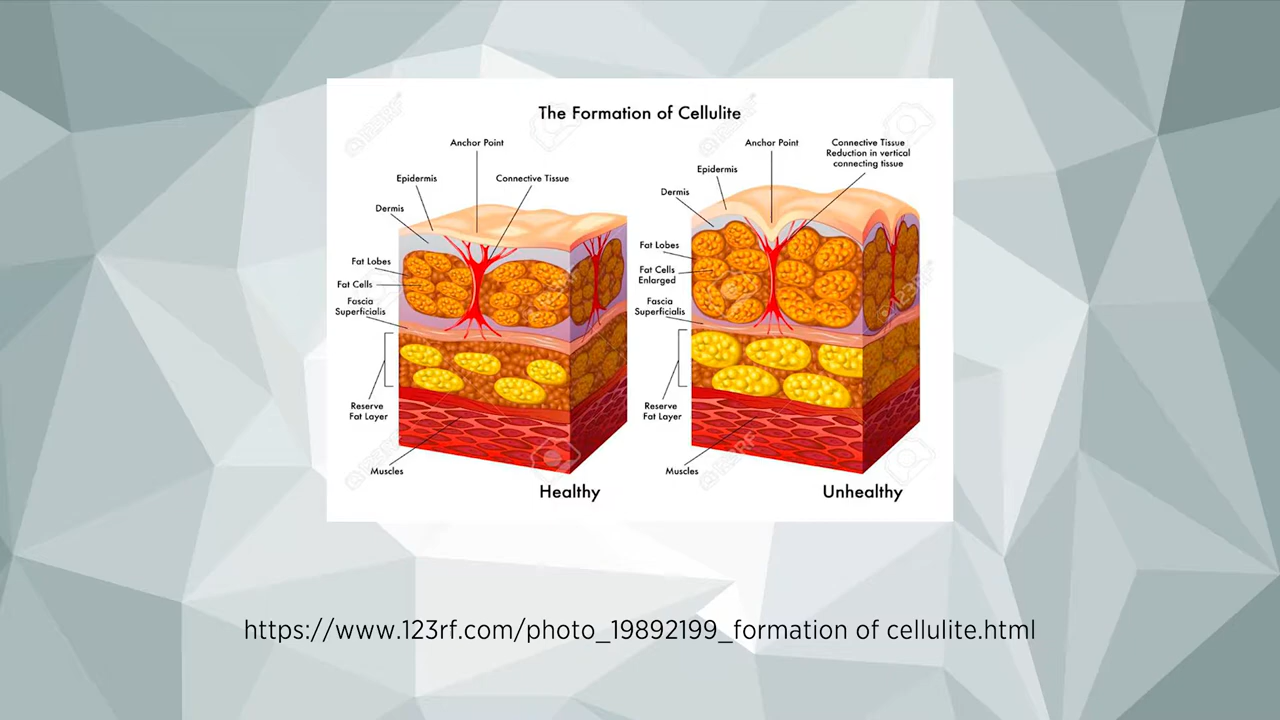 The Formation of Cellulite
Anchor Point
Epidermis
Connective Tissue
Dermis
Fat Lobes
Fat Cells
Fascia
Superficialis
Reserve
Fat Layer
Muscles
Healthy
Anchor Point
Connective Tissue
Reduction in vertical
connecting tissue
Epidermis
Dermis
Fat Lobes
Fat Cells
Enlarged
Fascia
Superficialis
Reserve
Fat Layer
Muscles
Unhealthy
https://www.123rf.com/photo_19892199_formation of cellulite.html